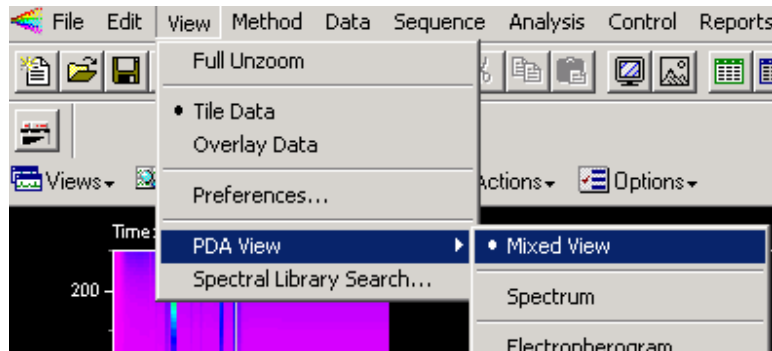 File Edit View Method Data Sequence Analysis Control Reports
Full Unzoom
Tile Data
Overlay Data
Views Actions Options
Preferences...
Time:
PDA View Mixed View
Spectral Library Search...
200
Spectrum
Electropherogram